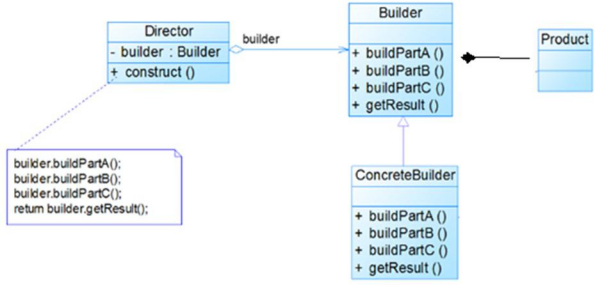 Director
- builder : Builder
+ construct ()
builder
Builder
+ buildPartA ()
+ buildPartB ()
+ buildPartC ()
+ getResult ()
Product
builder.buildPartA();
builder.buildPartB();
builder.buildPartC();
return builder.getResult();
ConcreteBuilder
+ buildPartA ()
+ buildPartB ()
+ buildPartC ()
+ getResult ()